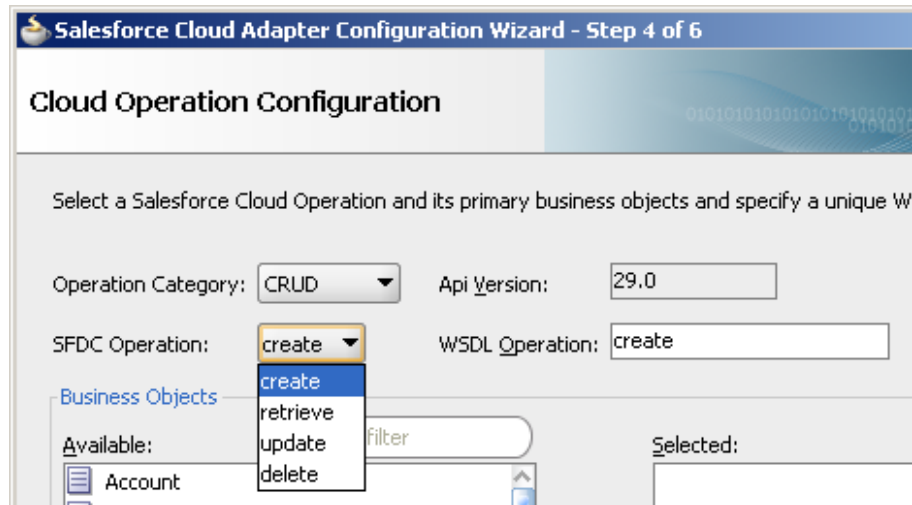 Salesforce Cloud Adapter Configuration Wizard - Step 4 of 6
Cloud Operation Configuration
Select a Salesforce Cloud Operation and its primary business objects and specify a unique W
Operation Category: CRUD Api Version: 29.0
SFDC Operation: create WSDL Operation: create
create
Business Objects
retrieve
filter
update
Available: Selected:
delete
Account